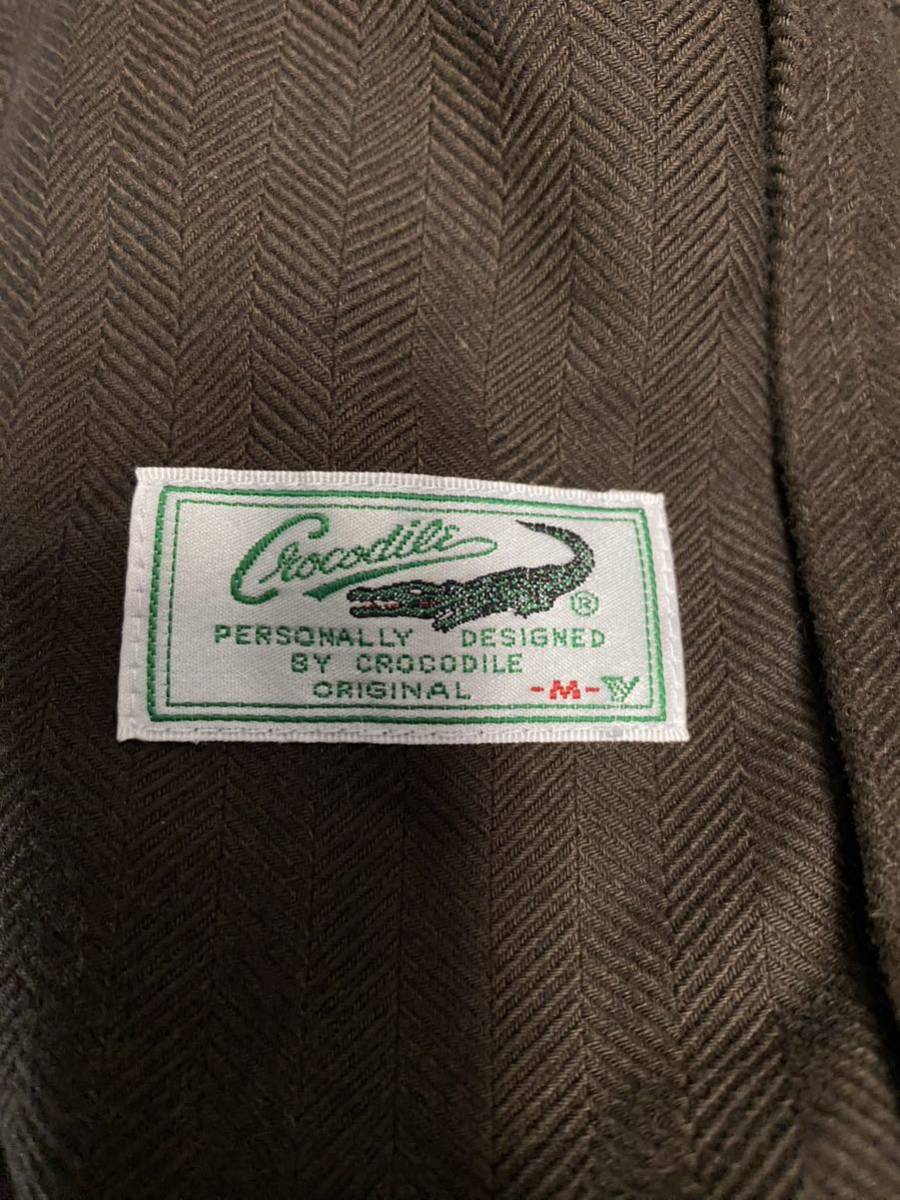 Crocodile
®
PERSONALLY DESIGNED
BY CROCODILE
ORIGINAL -M-